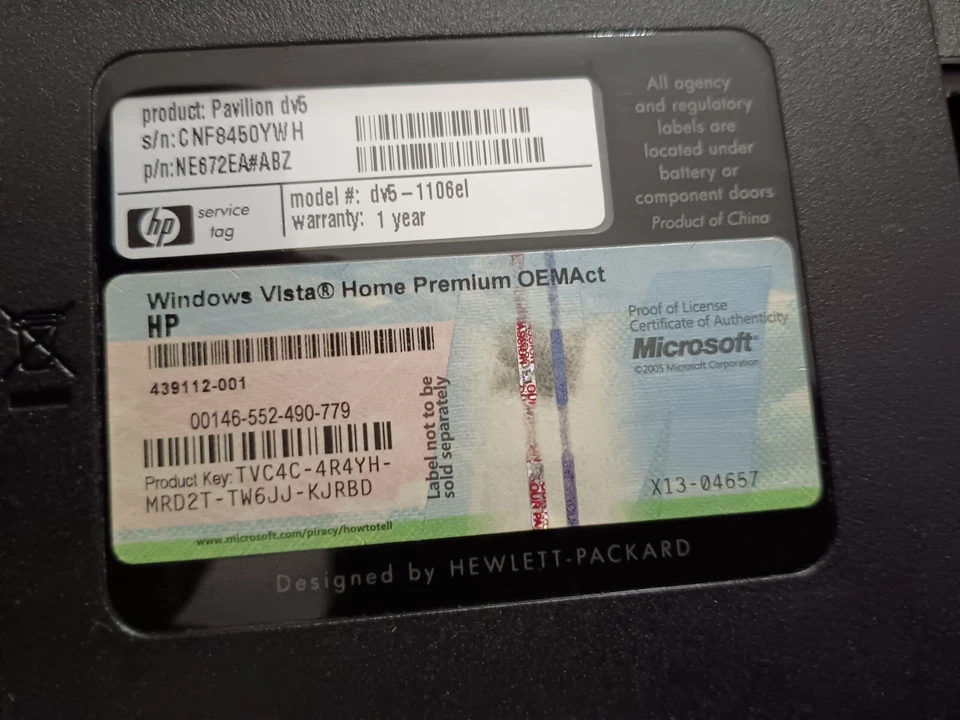 product: Pavilion dv5
s/n: CNF8450YWH
p/n: NE672EA#ABZ
hp service tag
model #: dv5-1106el
warranty: 1 year
All agency
and regulatory
labels are
located under
battery or
component doors
Product of China
Windows Vista® Home Premium OEMAct
HP
439112-001
00146-552-490-779
Product Key: TVC4C-4R4YH-
MRD2T-TW6JJ-KJRBD
www.microsoft.com/piracy/howtotell
Label not to be
sold separately
Proof of License
Certificate of Authenticity
Microsoft®
©2005 Microsoft Corporation
X13-04657
Designed by HEWLETT-PACKARD